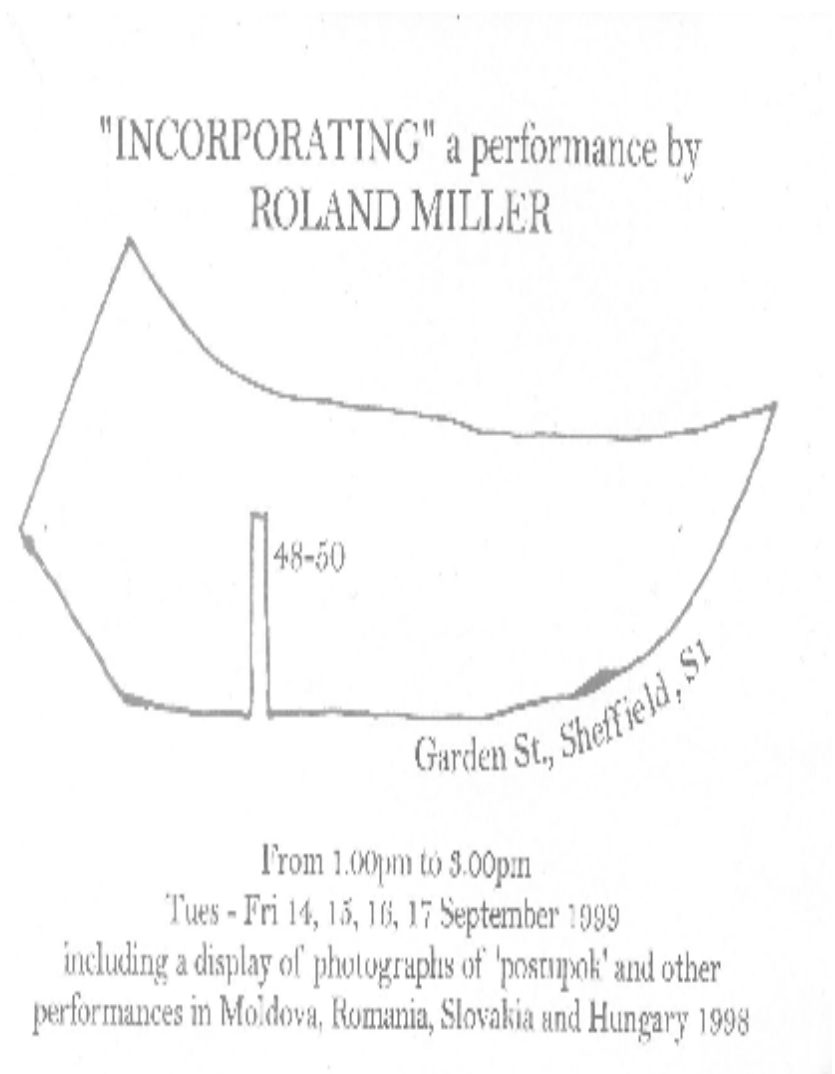 "INCORPORATING" a performance by
ROLAND MILLER
48-50
Garden St., Sheffield, S1
From 1.00pm to 3.00pm
Tues - Fri 14, 15, 16, 17 September 1999
including a display of photographs of 'postupok' and other
performances in Moldova, Romania, Slovakia and Hungary 1998